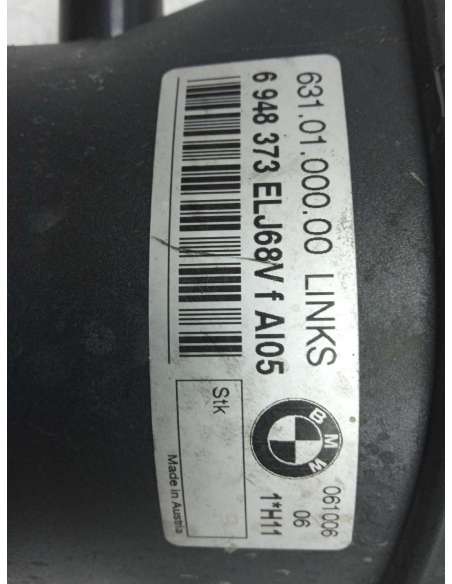 631.01.000.00 LINKS
6 948 373 ELJ68V f AI05
Stk
BMW
061006
06
1*H11
Made in Austria